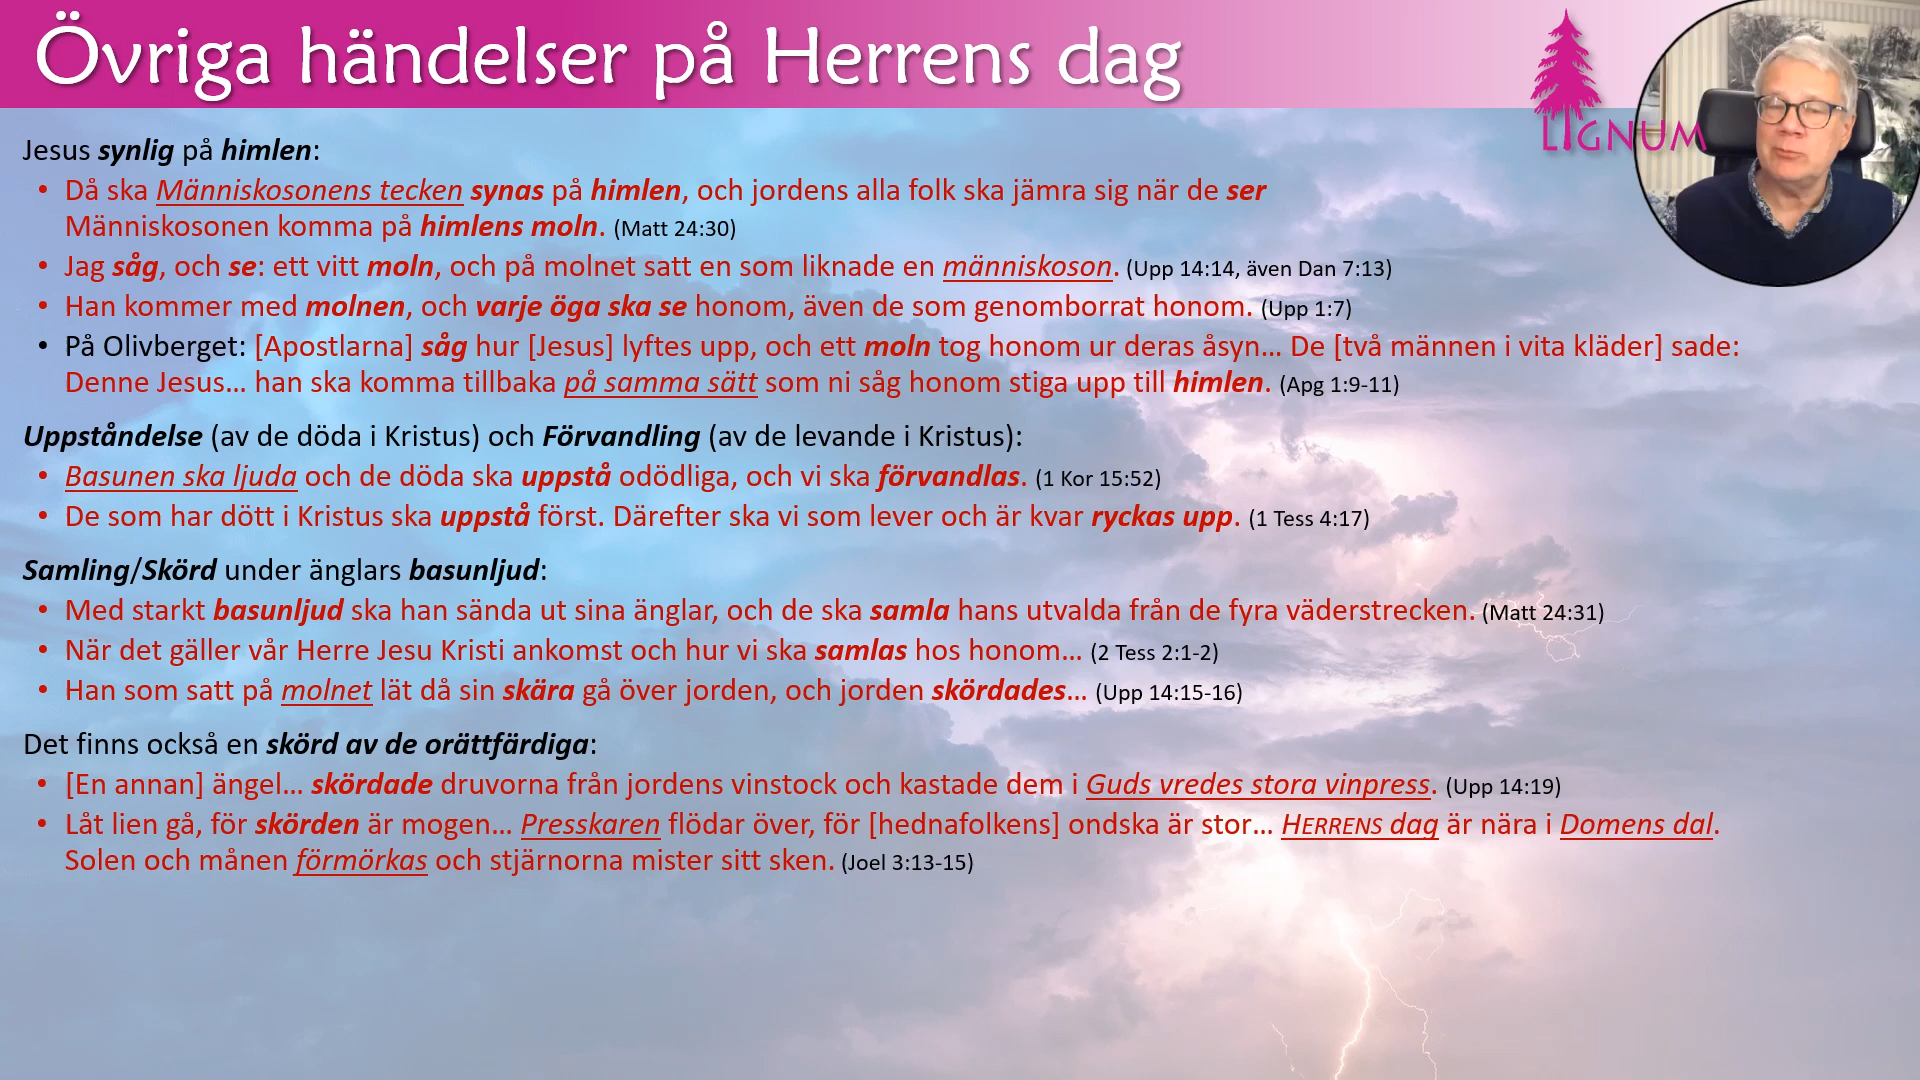 Övriga händelser på Herrens dag
LIGNUM
Jesus synlig på himlen:
• Då ska Människosonens tecken synas på himlen, och jordens alla folk ska jämra sig när de ser
Människosonen komma på himlens moln. (Matt 24:30)
• Jag såg, och se: ett vitt moln, och på molnet satt en som liknade en människoson. (Upp 14:14, även Dan 7:13)
• Han kommer med molnen, och varje öga ska se honom, även de som genomborrat honom. (Upp 1:7)
• På Olivberget: [Apostlarna] såg hur [Jesus] lyftes upp, och ett moln tog honom ur deras åsyn... De [två männen i vita kläder] sade:
Denne Jesus... han ska komma tillbaka på samma sätt som ni såg honom stiga upp till himlen. (Apg 1:9-11)
Uppståndelse (av de döda i Kristus) och Förvandling (av de levande i Kristus):
• Basunen ska ljuda och de döda ska uppstå odödliga, och vi ska förvandlas. (1 Kor 15:52)
• De som har dött i Kristus ska uppstå först. Därefter ska vi som lever och är kvar ryckas upp. (1 Tess 4:17)
Samling/Skörd under änglars basunljud:
• Med starkt basunljud ska han sända ut sina änglar, och de ska samla hans utvalda från de fyra väderstrecken. (Matt 24:31)
• När det gäller vår Herre Jesu Kristi ankomst och hur vi ska samlas hos honom... (2 Tess 2:1-2)
• Han som satt på molnet lät då sin skära gå över jorden, och jorden skördades... (Upp 14:15-16)
Det finns också en skörd av de orättfärdiga:
• [En annan] ängel... skördade druvorna från jordens vinstock och kastade dem i Guds vredes stora vinpress. (Upp 14:19)
• Låt lien gå, för skörden är mogen... Presskaren flödar över, för [hednafolkens] ondska är stor... HERRENS dag är nära i Domens dal.
Solen och månen förmörkas och stjärnorna mister sitt sken. (Joel 3:13-15)